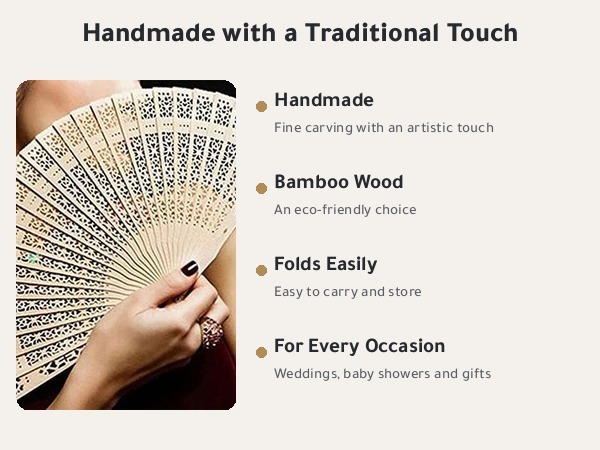 Handmade with a Traditional Touch
Handmade
Fine carving with an artistic touch
Bamboo Wood
An eco-friendly choice
Folds Easily
Easy to carry and store
For Every Occasion
Weddings, baby showers and gifts